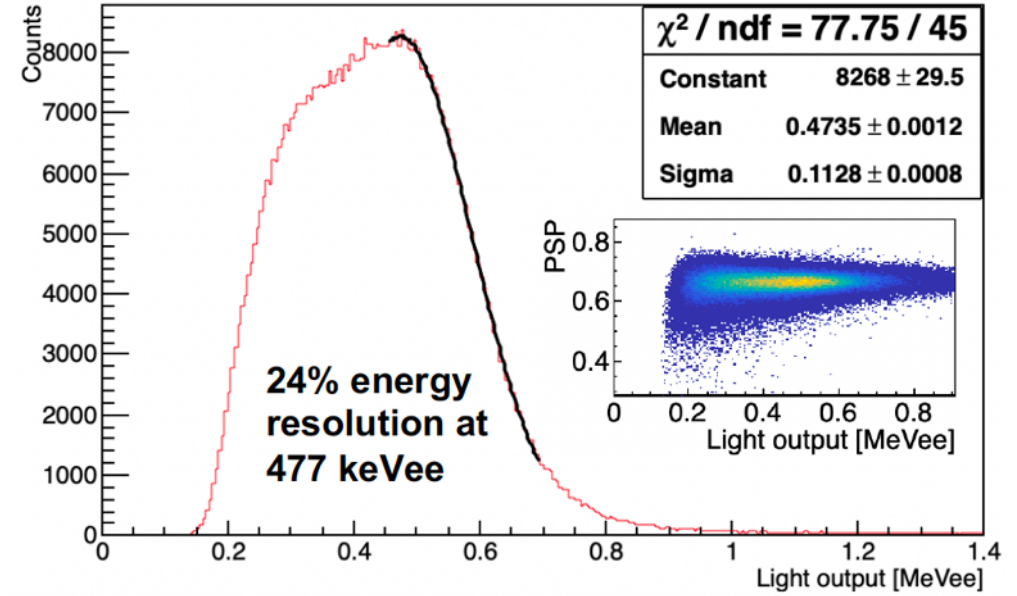 Counts
8000
7000
6000
5000
4000
3000
2000
1000
0
0 0.2 0.4 0.6 0.8 1 1.2 1.4
Light output [MeVee]
χ² / ndf = 77.75 / 45
Constant 8268 ± 29.5
Mean 0.4735 ± 0.0012
Sigma 0.1128 ± 0.0008
PSP
0.8
0.6
0.4
0 0.2 0.4 0.6 0.8
Light output [MeVee]
24% energy
resolution at
477 keVee